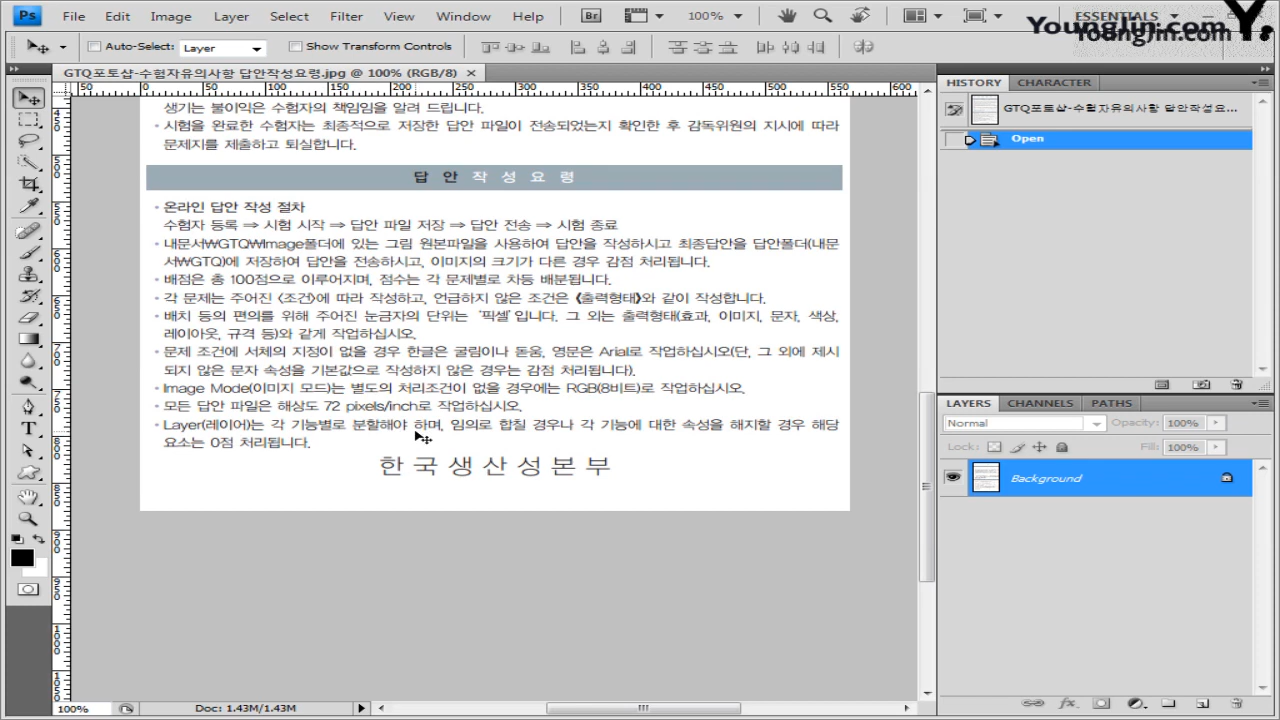 Ps File Edit Image Layer Select Filter View Window Help Br 100% ESSENTIALS
Youngjin.com Y.
Youngjin.com
Auto-Select: Layer Show Transform Controls
GTQ포토샵-수험자유의사항 답안작성요령.jpg @ 100% (RGB/8)
50 0 50 100 150 200 250 300 350 400 450 500 550 600
생기는 불이익은 수험자의 책임임을 알려 드립니다.
• 시험을 완료한 수험자는 최종적으로 저장한 답안 파일이 전송되었는지 확인한 후 감독위원의 지시에 따라
문제지를 제출하고 퇴실합니다.
답 안 작 성 요 령
• 온라인 답안 작성 절차
수험자 등록 ⇒ 시험 시작 ⇒ 답안 파일 저장 ⇒ 답안 전송 ⇒ 시험 종료
• 내문서₩GTQ₩Image폴더에 있는 그림 원본파일을 사용하여 답안을 작성하시고 최종답안을 답안폴더(내문
서₩GTQ)에 저장하여 답안을 전송하시고, 이미지의 크기가 다른 경우 감점 처리됩니다.
• 배점은 총 100점으로 이루어지며, 점수는 각 문제별로 차등 배분됩니다.
• 각 문제는 주어진 〈조건〉에 따라 작성하고, 언급하지 않은 조건은 《출력형태》와 같이 작성합니다.
• 배치 등의 편의를 위해 주어진 눈금자의 단위는 '픽셀'입니다. 그 외는 출력형태(효과, 이미지, 문자, 색상,
레이아웃, 규격 등)와 같게 작업하십시오.
• 문제 조건에 서체의 지정이 없을 경우 한글은 굴림이나 돋움, 영문은 Arial로 작업하십시오(단, 그 외에 제시
되지 않은 문자 속성을 기본값으로 작성하지 않은 경우는 감점 처리됩니다).
• Image Mode(이미지 모드)는 별도의 처리조건이 없을 경우에는 RGB(8비트)로 작업하십시오.
• 모든 답안 파일은 해상도 72 pixels/inch로 작업하십시오.
• Layer(레이어)는 각 기능별로 분할해야 하며, 임의로 합칠 경우나 각 기능에 대한 속성을 해지할 경우 해당
요소는 0점 처리됩니다.
한국생산성본부
100% Doc: 1.43M/1.43M
HISTORY CHARACTER
GTQ포토샵-수험자유의사항 답안작성요...
Open
LAYERS CHANNELS PATHS
Normal Opacity: 100%
Lock: Fill: 100%
Background